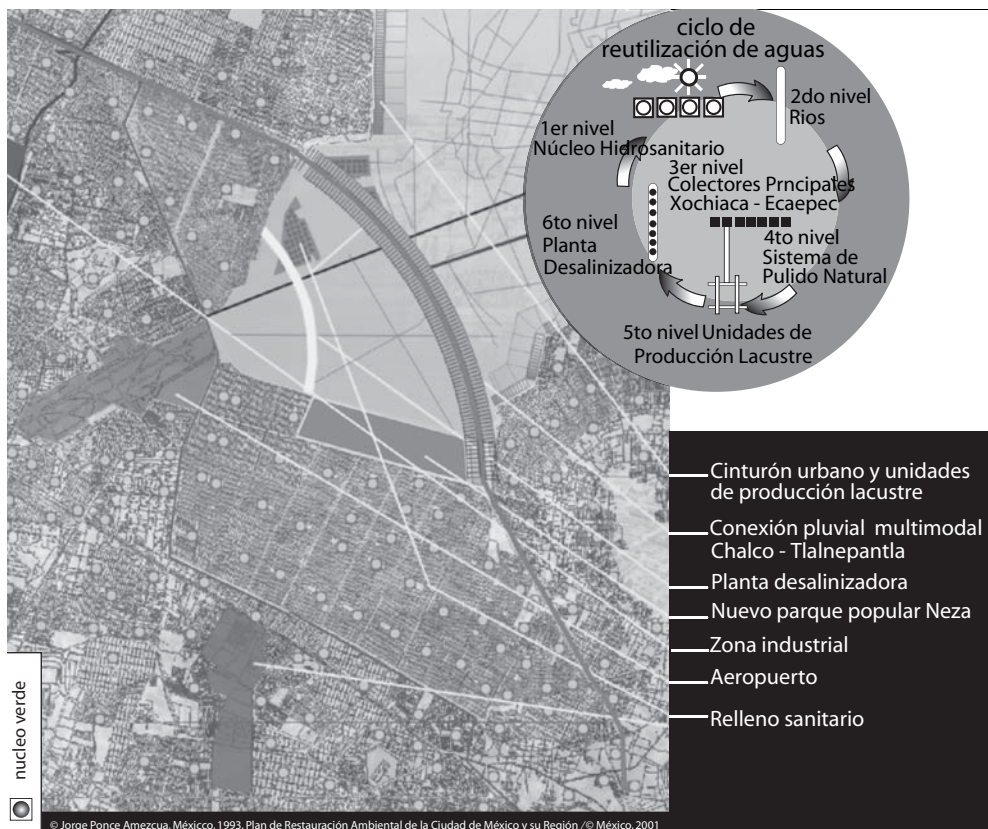 ciclo de
reutilización de aguas
2do nivel
Rios
1er nivel
Núcleo Hidrosanitario
3er nivel
Colectores Prncipales
Xochiaca - Ecaepec
6to nivel
Planta
Desalinizadora
4to nivel
Sistema de
Pulido Natural
5to nivel Unidades de
Producción Lacustre
Cinturón urbano y unidades
de producción lacustre
Conexión pluvial multimodal
Chalco - Tlalnepantla
Planta desalinizadora
Nuevo parque popular Neza
Zona industrial
Aeropuerto
Relleno sanitario
nucleo verde
© Jorge Ponce Amezcua. Méxicco, 1993. Plan de Restauración Ambiental de la Ciudad de México y su Región /© México, 2001